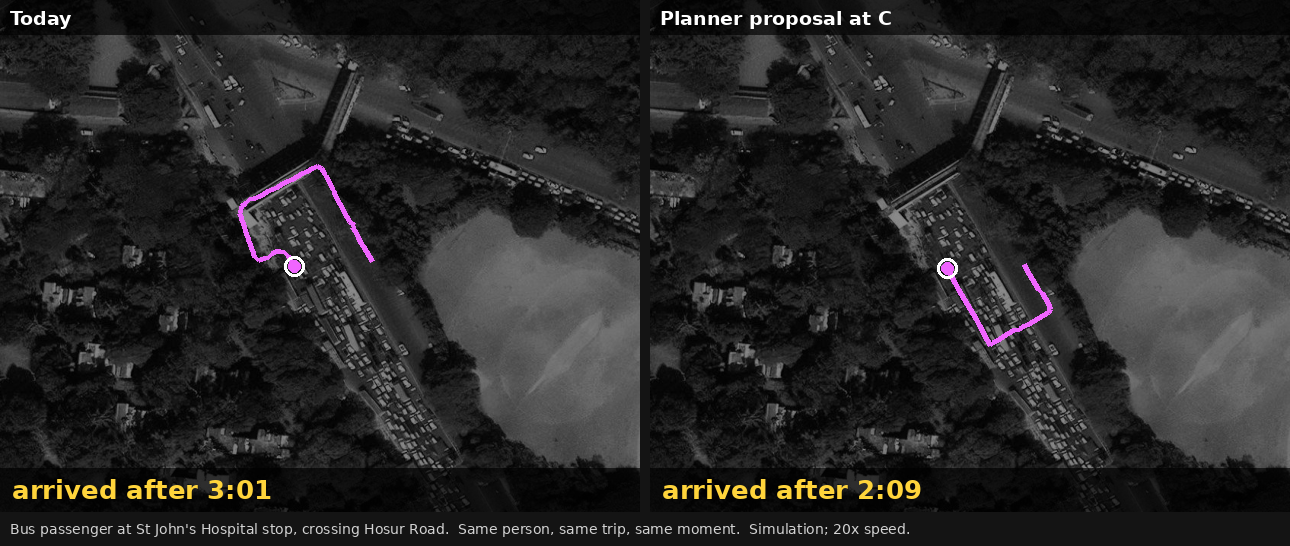 Today
Planner proposal at C
arrived after 3:01
arrived after 2:09
Bus passenger at St John's Hospital stop, crossing Hosur Road.  Same person, same trip, same moment.  Simulation; 20x speed.